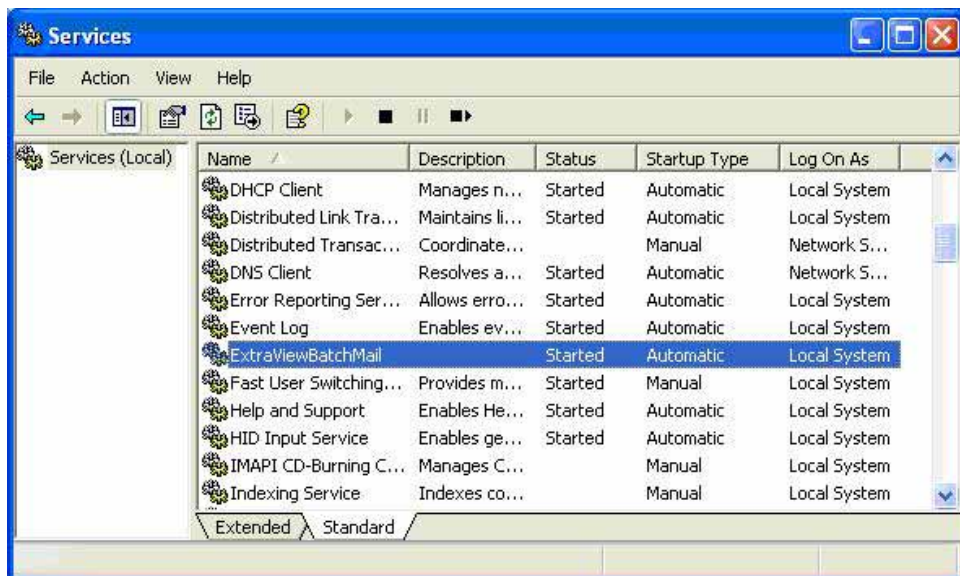 Services
File Action View Help
Services (Local)
Name Description Status Startup Type Log On As
DHCP Client Manages n... Started Automatic Local System
Distributed Link Tra... Maintains li... Started Automatic Local System
Distributed Transac... Coordinate... Manual Network S...
DNS Client Resolves a... Started Automatic Network S...
Error Reporting Ser... Allows erro... Started Automatic Local System
Event Log Enables ev... Started Automatic Local System
ExtraViewBatchMail Started Automatic Local System
Fast User Switching... Provides m... Started Manual Local System
Help and Support Enables He... Started Automatic Local System
HID Input Service Enables ge... Started Automatic Local System
IMAPI CD-Burning C... Manages C... Manual Local System
Indexing Service Indexes co... Manual Local System
Extended Standard